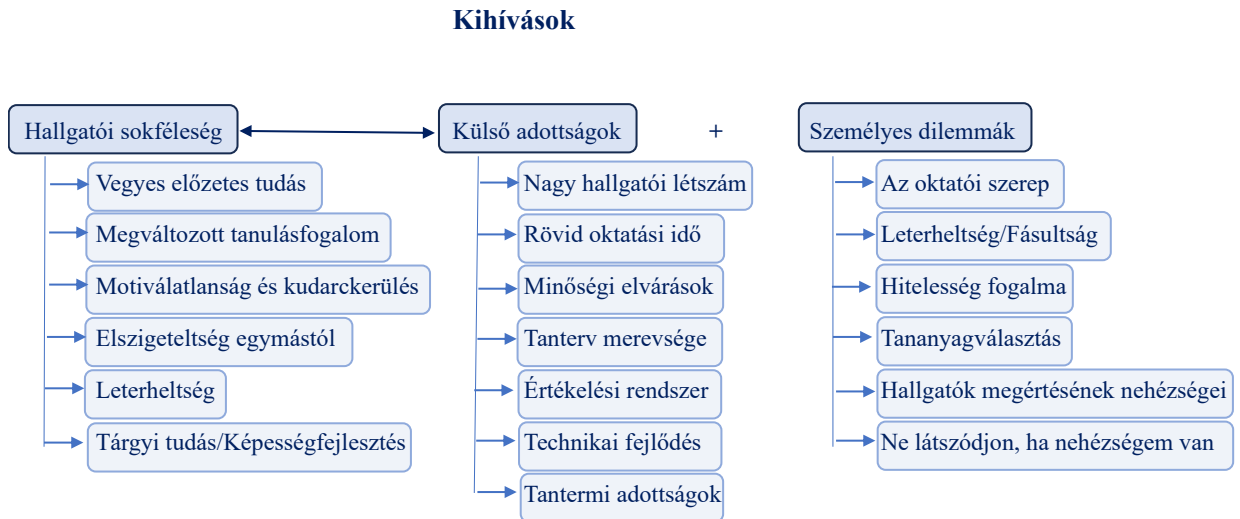 Kihívások
Hallgatói sokféleség
Vegyes előzetes tudás
Megváltozott tanulásfogalom
Motiválatlanság és kudarckerülés
Elszigeteltség egymástól
Leterheltség
Tárgyi tudás/Képességfejlesztés
Külső adottságok
Nagy hallgatói létszám
Rövid oktatási idő
Minőségi elvárások
Tanterv merevsége
Értékelési rendszer
Technikai fejlődés
Tantermi adottságok
+
Személyes dilemmák
Az oktatói szerep
Leterheltség/Fásultság
Hitelesség fogalma
Tananyagválasztás
Hallgatók megértésének nehézségei
Ne látszódjon, ha nehézségem van